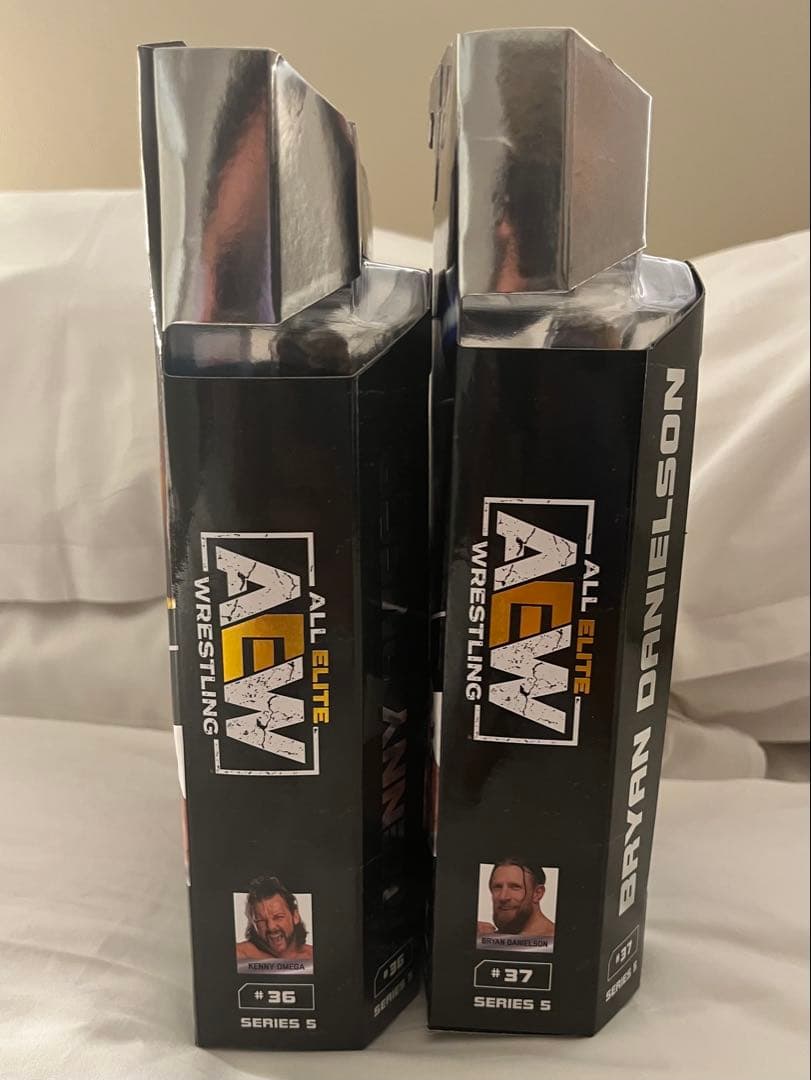 ALL ELITE
AEW
WRESTLING
KENNY OMEGA
#36
SERIES 5
KENNY
#36
SERIES 5
ALL ELITE
AEW
WRESTLING
BRYAN DANIELSON
#37
SERIES 5
BRYAN DANIELSON
#37
SERIES 5